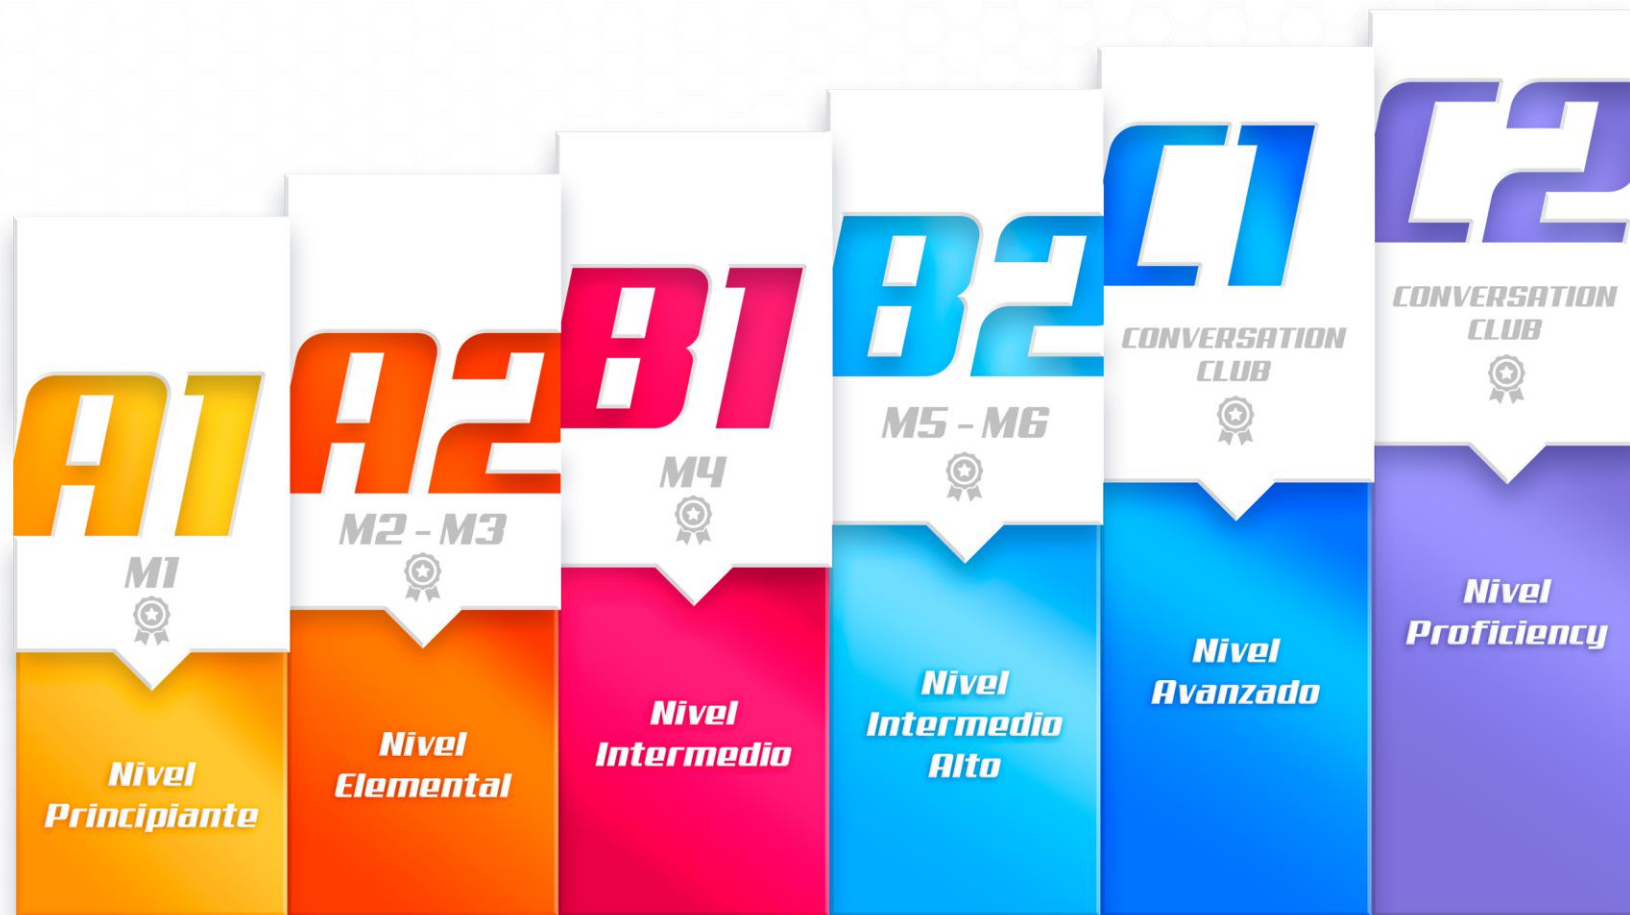 A1
M1
Nivel
Principiante
A2
M2 - M3
Nivel
Elemental
B1
M4
Nivel
Intermedio
B2
M5 - M6
Nivel
Intermedio
Alto
C1
CONVERSATION
CLUB
Nivel
Avanzado
C2
CONVERSATION
CLUB
Nivel
Proficiency